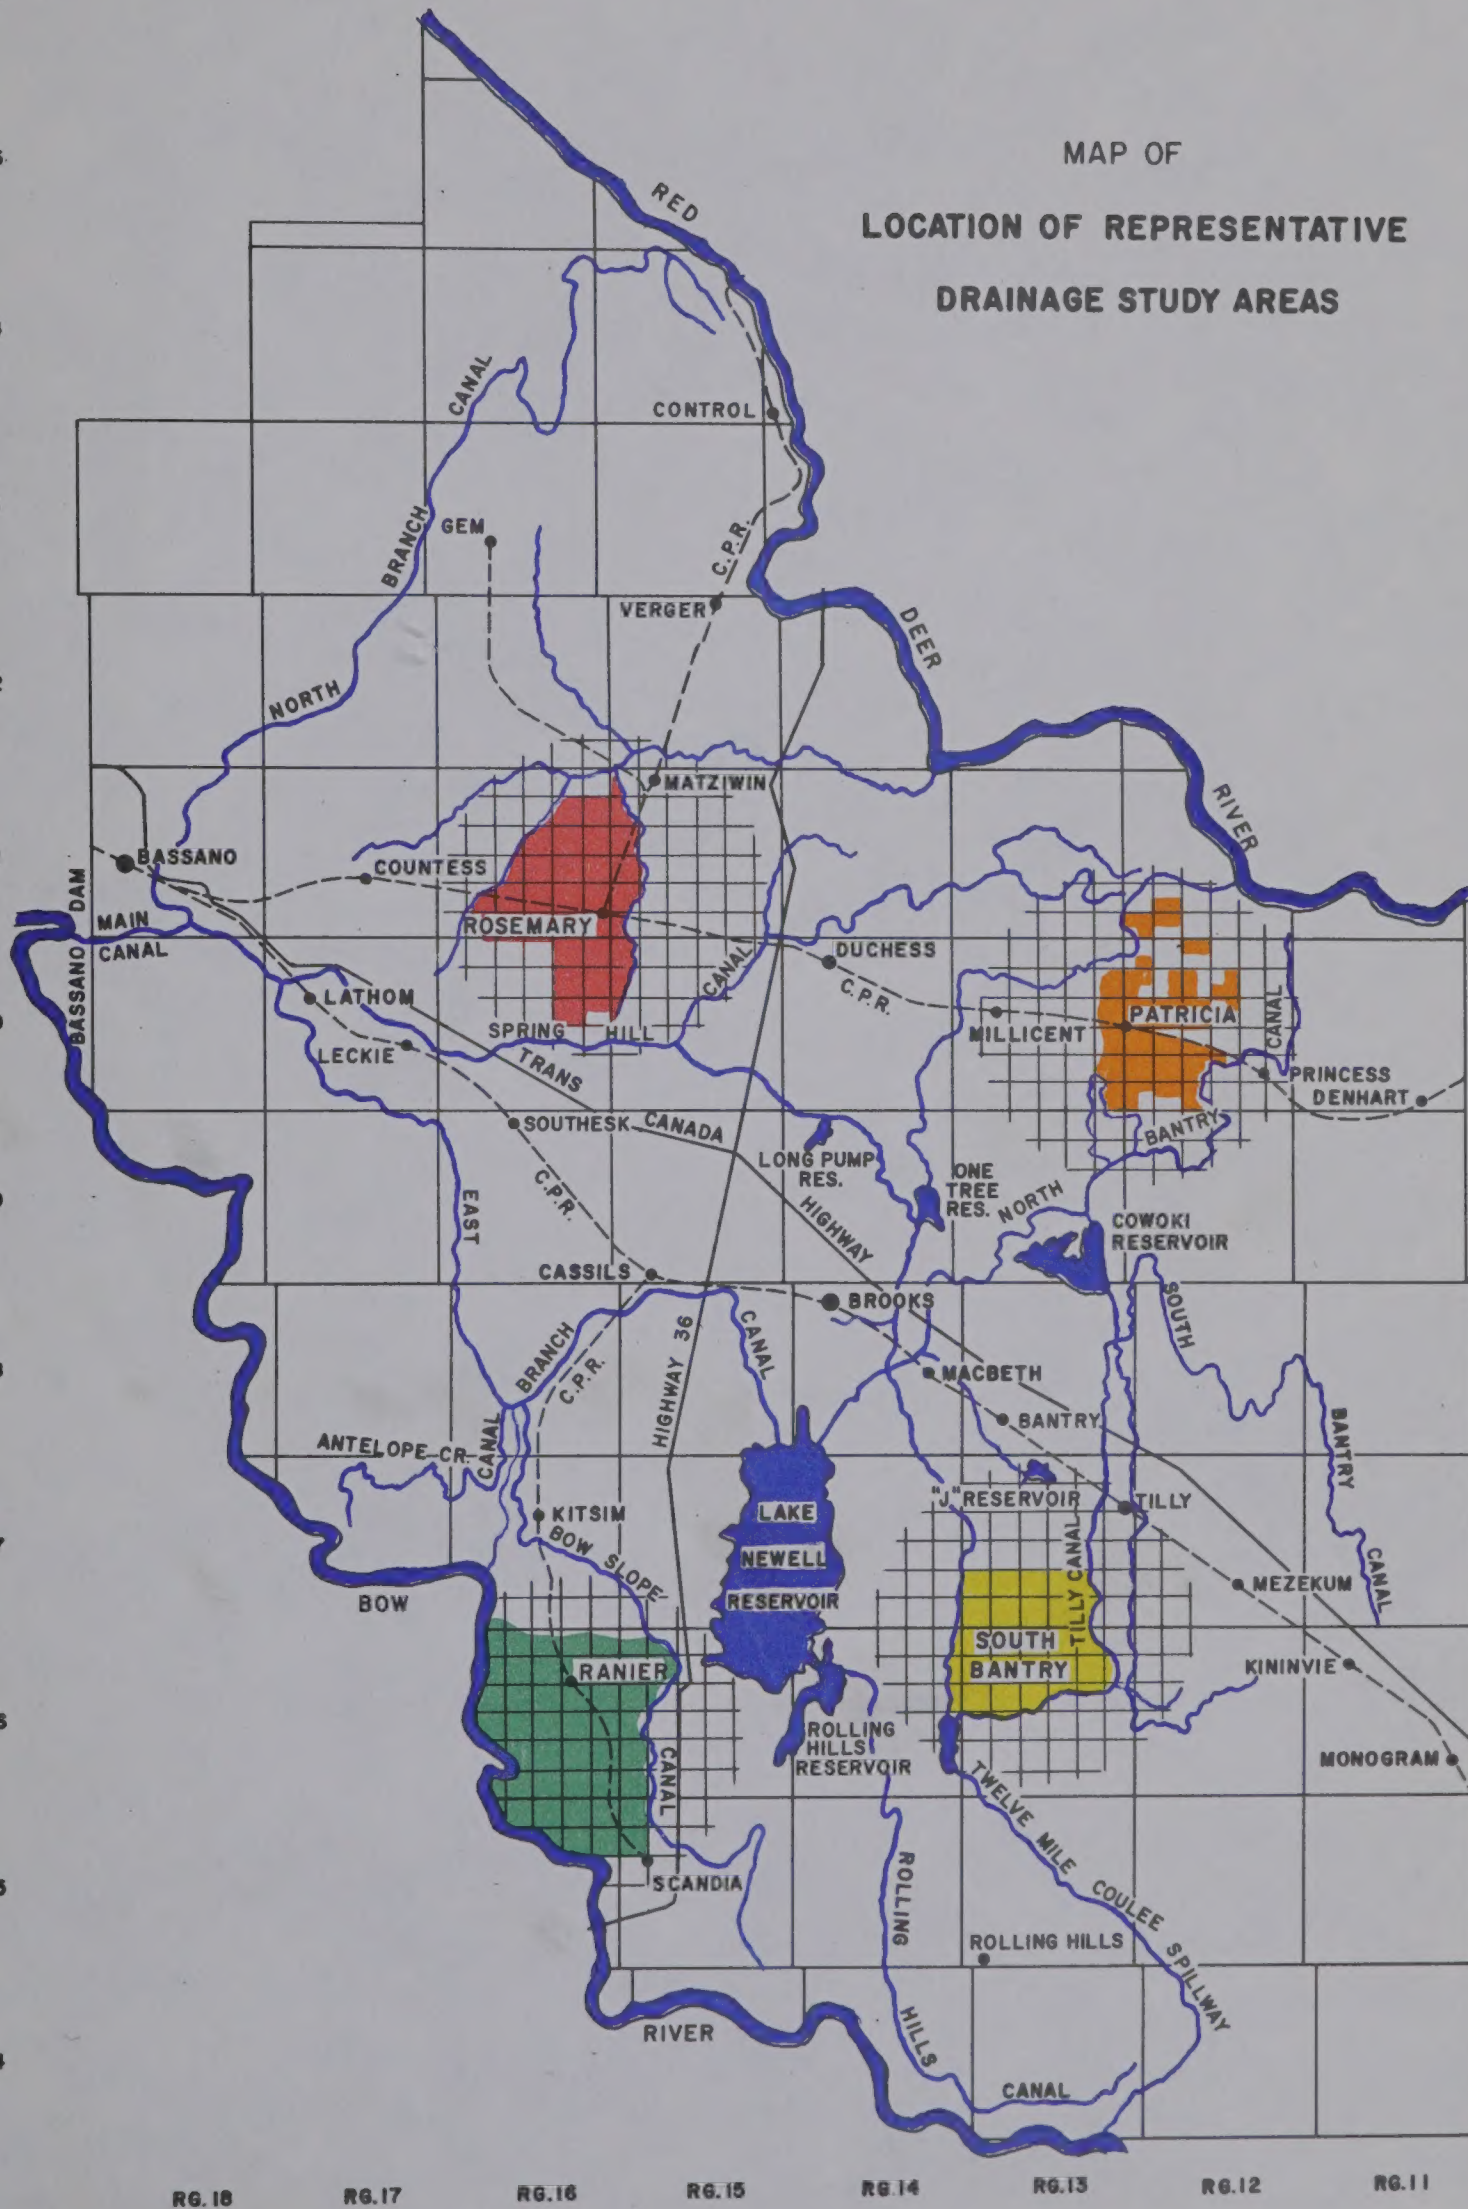 MAP OF
LOCATION OF REPRESENTATIVE
DRAINAGE STUDY AREAS
RED
CANAL
CONTROL
BRANCH
GEM
C.P.R.
VERGER
DEER
NORTH
MATZIWIN
RIVER
BASSANO
COUNTESS
BASSANO DAM
MAIN
CANAL
ROSEMARY
DUCHESS
CANAL
C.P.R.
LATHOM
PATRICIA
CANAL
MILLICENT
SPRING HILL
LECKIE
TRANS
PRINCESS
DENHART
SOUTHESK
CANADA
BANTRY
LONG PUMP
RES.
ONE
TREE
RES.
C.P.R.
EAST
NORTH
HIGHWAY
COWOKI
RESERVOIR
CASSILS
BROOKS
SOUTH
HIGHWAY 36
CANAL
BRANCH
C.P.R.
MACBETH
BANTRY
BANTRY
ANTELOPE CR.
CANAL
"J" RESERVOIR
TILLY
KITSIM
LAKE
NEWELL
RESERVOIR
BOW SLOPE
TILLY CANAL
MEZEKUM
CANAL
BOW
SOUTH
BANTRY
RANIER
KININVIE
ROLLING
HILLS
RESERVOIR
MONOGRAM
CANAL
TWELVE MILE COULEE SPILLWAY
SCANDIA
ROLLING
ROLLING HILLS
RIVER
HILLS
CANAL
RG.18 RG.17 RG.16 RG.15 RG.14 RG.13 RG.12 RG.11